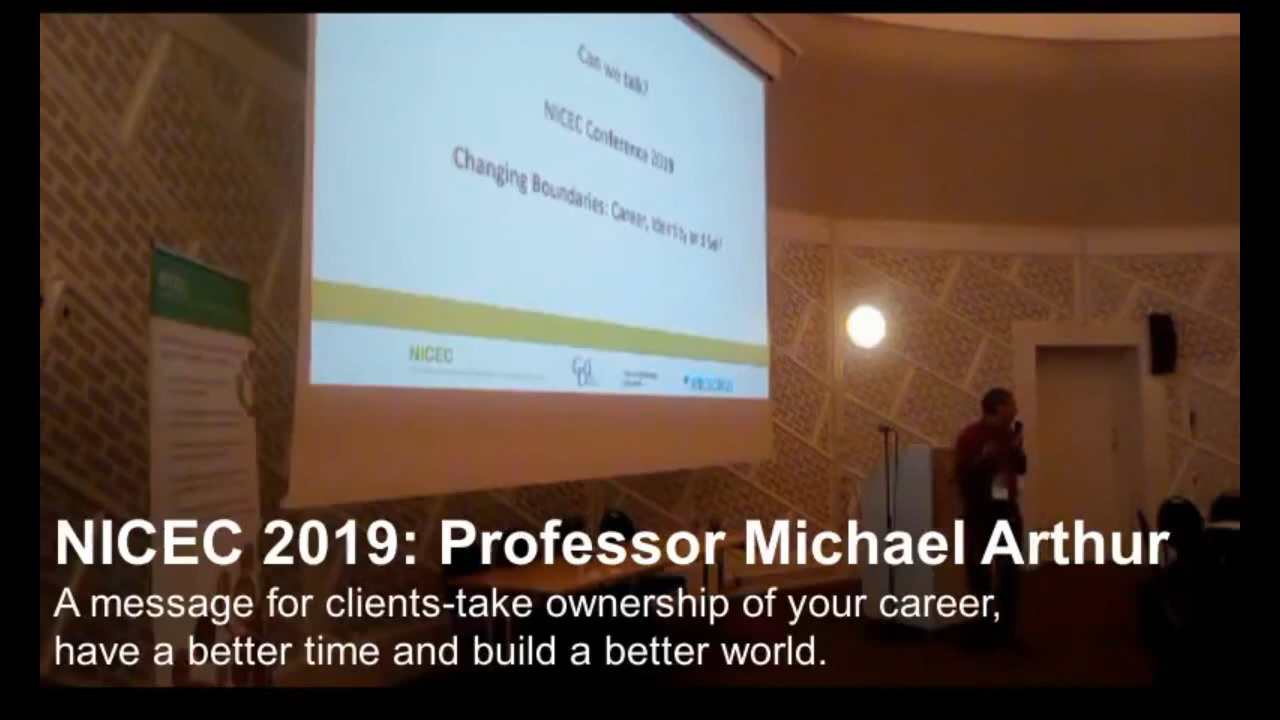 Can we talk?
NICEC Conference 2019
Changing Boundaries: Career, Identity and Self
NICEC
NICEC 2019: Professor Michael Arthur
A message for clients-take ownership of your career,
have a better time and build a better world.